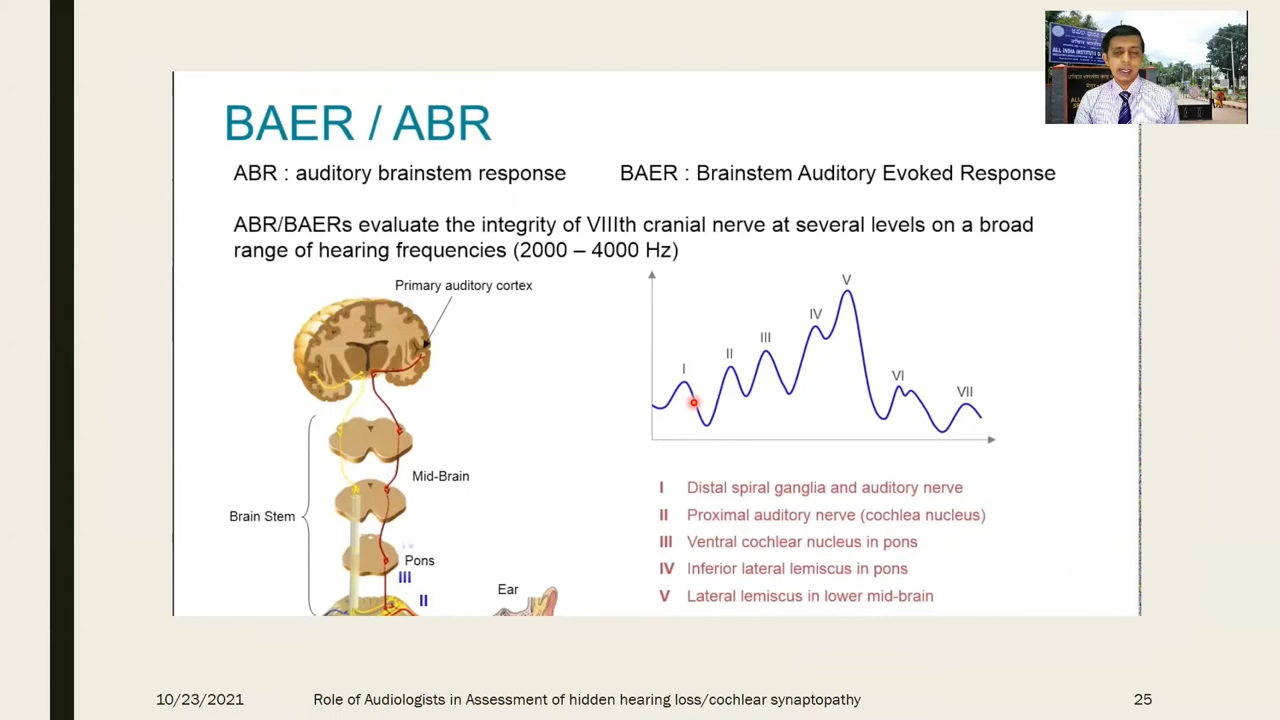 ALL INDIA INSTITUTE
BAER / ABR
ABR : auditory brainstem response
BAER : Brainstem Auditory Evoked Response
ABR/BAERs evaluate the integrity of VIIIth cranial nerve at several levels on a broad
range of hearing frequencies (2000 – 4000 Hz)
Primary auditory cortex
Mid-Brain
Brain Stem
Pons
III
II
Ear
I
II
III
IV
V
VI
VII
I Distal spiral ganglia and auditory nerve
II Proximal auditory nerve (cochlea nucleus)
III Ventral cochlear nucleus in pons
IV Inferior lateral lemiscus in pons
V Lateral lemiscus in lower mid-brain
10/23/2021
Role of Audiologists in Assessment of hidden hearing loss/cochlear synaptopathy
25